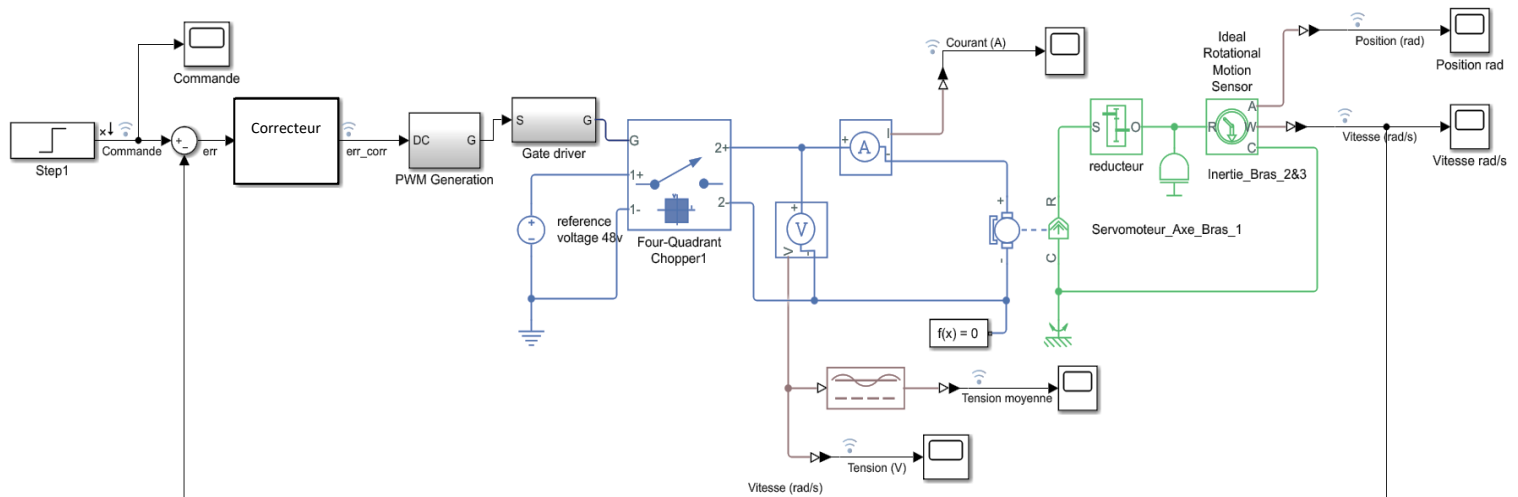 Commande
Step1
x
Commande
+
−
err
Correcteur
err_corr
DC
G
PWM Generation
S
G
Gate driver
G
1+
1-
2+
2-
reference
voltage 48v
Four-Quadrant
Chopper1
+
V
V
-
+
A
I
-
Courant (A)
+
-
f(x) = 0
R
C
Servomoteur_Axe_Bras_1
S
O
reducteur
Ideal
Rotational
Motion
Sensor
R
A
W
C
Inertie_Bras_2&3
Position (rad)
Position rad
Vitesse (rad/s)
Vitesse rad/s
Tension moyenne
Tension (V)
Vitesse (rad/s)